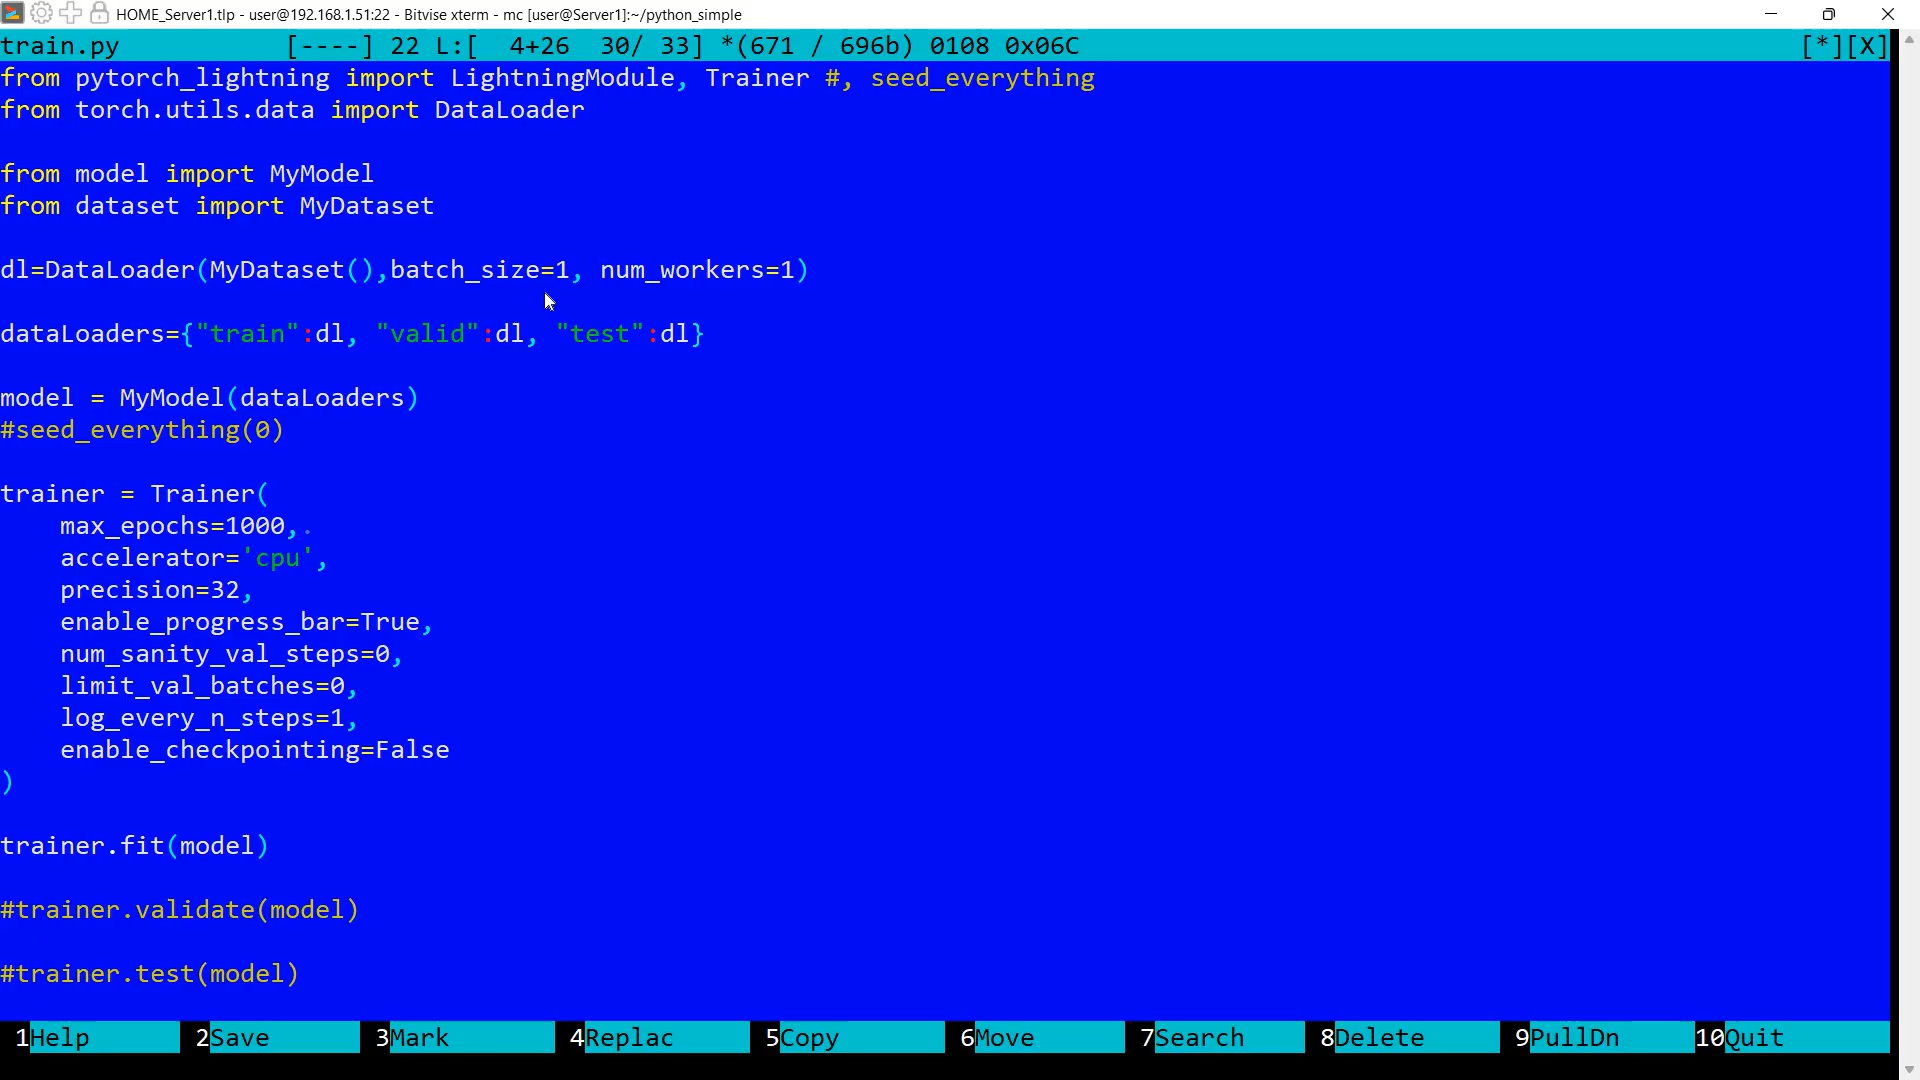 HOME_Server1.tlp - user@192.168.1.51:22 - Bitvise xterm - mc [user@Server1]:~/python_simple
train.py [----] 22 L:[ 4+26 30/ 33] *(671 / 696b) 0108 0x06C [*][X]
from pytorch_lightning import LightningModule, Trainer #, seed_everything
from torch.utils.data import DataLoader
from model import MyModel
from dataset import MyDataset
dl=DataLoader(MyDataset(),batch_size=1, num_workers=1)
dataLoaders={"train":dl, "valid":dl, "test":dl}
model = MyModel(dataLoaders)
#seed_everything(0)
trainer = Trainer(
    max_epochs=1000,.
    accelerator='cpu',
    precision=32,
    enable_progress_bar=True,
    num_sanity_val_steps=0,
    limit_val_batches=0,
    log_every_n_steps=1,
    enable_checkpointing=False
)
trainer.fit(model)
#trainer.validate(model)
#trainer.test(model)
1Help 2Save 3Mark 4Replac 5Copy 6Move 7Search 8Delete 9PullDn 10Quit